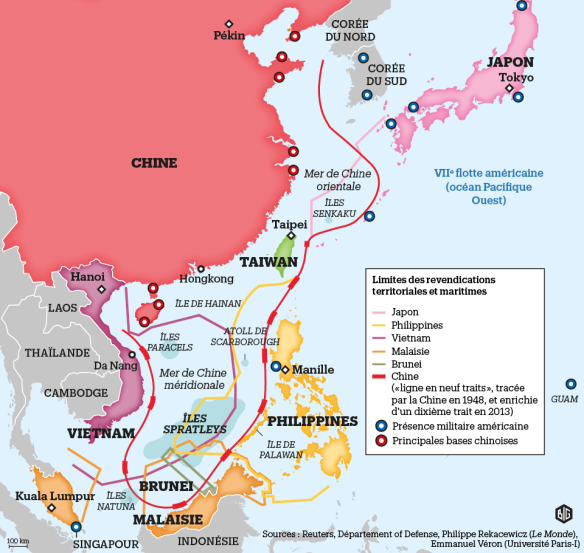 Pékin
CORÉE
DU NORD
CORÉE
DU SUD
JAPON
Tokyo
CHINE
Mer de Chine
orientale
ÎLES
SENKAKU
VIIe flotte américaine
(océan Pacifique
Ouest)
Taipei
TAIWAN
Hanoi
Hongkong
LAOS
ÎLE DE HAINAN
THAÏLANDE
ÎLES
PARACELS
ATOLL DE
SCARBOROUGH
Da Nang
Mer de Chine
méridionale
Manille
CAMBODGE
VIETNAM
ÎLES
SPRATLEYS
PHILIPPINES
ÎLE DE
PALAWAN
GUAM
BRUNEI
Kuala Lumpur
ÎLES
NATUNA
MALAISIE
SINGAPOUR
INDONÉSIE
100 km
Limites des revendications
territoriales et maritimes
Japon
Philippines
Vietnam
Malaisie
Brunei
Chine
(« ligne en neuf traits », tracée
par la Chine en 1948, et enrichie
d'un dixième trait en 2013)
Présence militaire américaine
Principales bases chinoises
BIG
Sources : Reuters, Départment of Defense, Philippe Rekacewicz (Le Monde),
Emmanuel Véron (Université Paris-I)